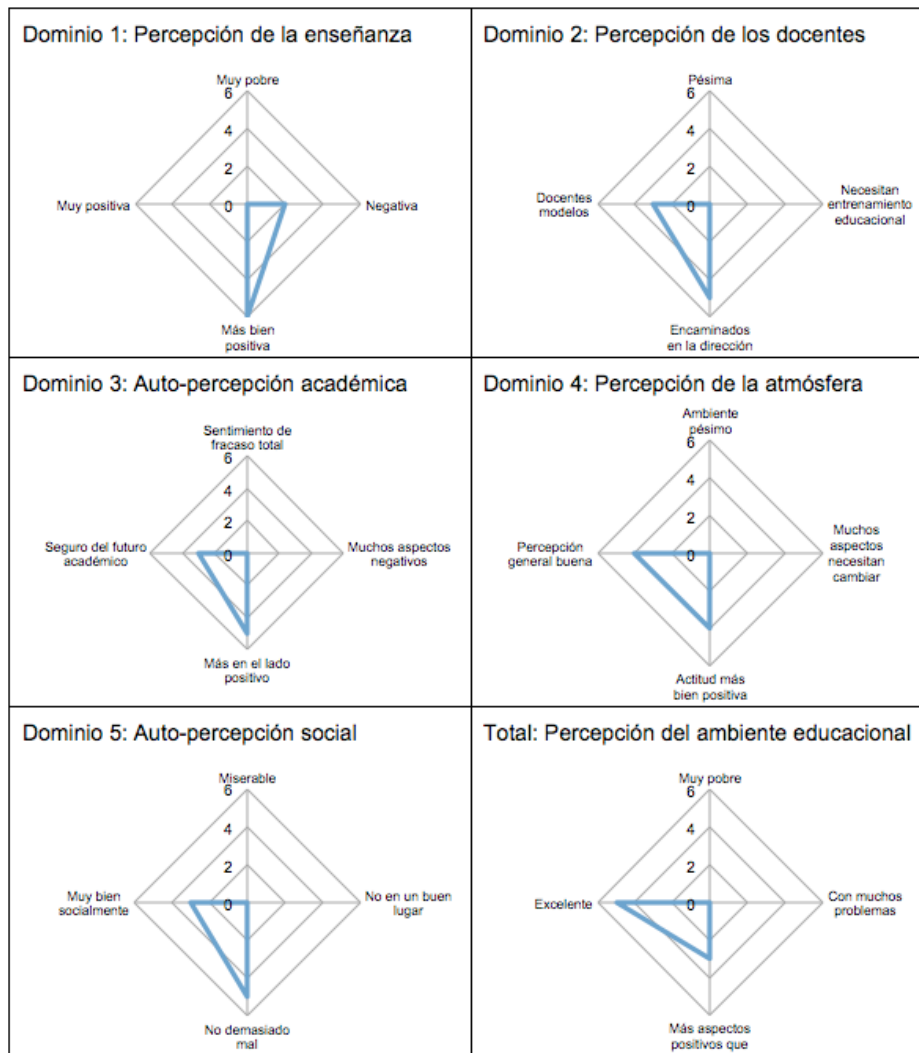 Dominio 1: Percepción de la enseñanza
Muy pobre
6
4
2
0
Muy positiva
Negativa
Más bien
positiva
Dominio 2: Percepción de los docentes
Pésima
6
4
2
0
Docentes
modelos
Necesitan
entrenamiento
educacional
Encaminados
en la dirección
Dominio 3: Auto-percepción académica
Sentimiento de
fracaso total
6
4
2
0
Seguro del futuro
académico
Muchos aspectos
negativos
Más en el lado
positivo
Dominio 4: Percepción de la atmósfera
Ambiente
pésimo
6
4
2
0
Percepción
general buena
Muchos
aspectos
necesitan
cambiar
Actitud más
bien positiva
Dominio 5: Auto-percepción social
Miserable
6
4
2
0
Muy bien
socialmente
No en un buen
lugar
No demasiado
mal
Total: Percepción del ambiente educacional
Muy pobre
6
4
2
0
Excelente
Con muchos
problemas
Más aspectos
positivos que